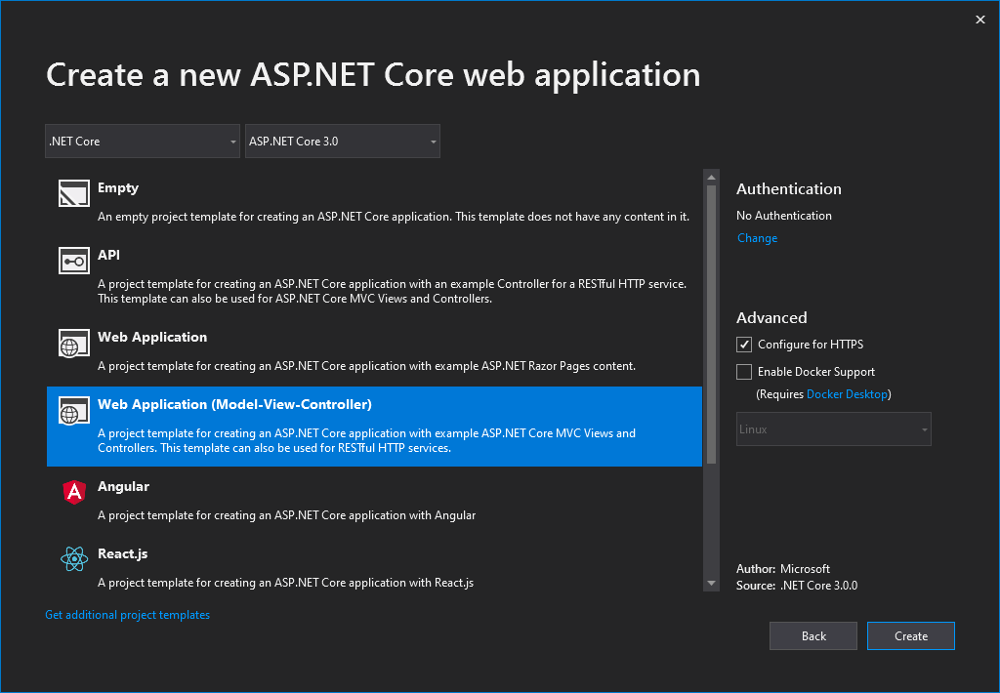 Create a new ASP.NET Core web application
.NET Core
ASP.NET Core 3.0
Empty
An empty project template for creating an ASP.NET Core application. This template does not have any content in it.
API
A project template for creating an ASP.NET Core application with an example Controller for a RESTful HTTP service.
This template can also be used for ASP.NET Core MVC Views and Controllers.
Web Application
A project template for creating an ASP.NET Core application with example ASP.NET Razor Pages content.
Web Application (Model-View-Controller)
A project template for creating an ASP.NET Core application with example ASP.NET Core MVC Views and
Controllers. This template can also be used for RESTful HTTP services.
Angular
A project template for creating an ASP.NET Core application with Angular
React.js
A project template for creating an ASP.NET Core application with React.js
Get additional project templates
Authentication
No Authentication
Change
Advanced
Configure for HTTPS
Enable Docker Support
(Requires Docker Desktop)
Linux
Author: Microsoft
Source: .NET Core 3.0.0
Back
Create